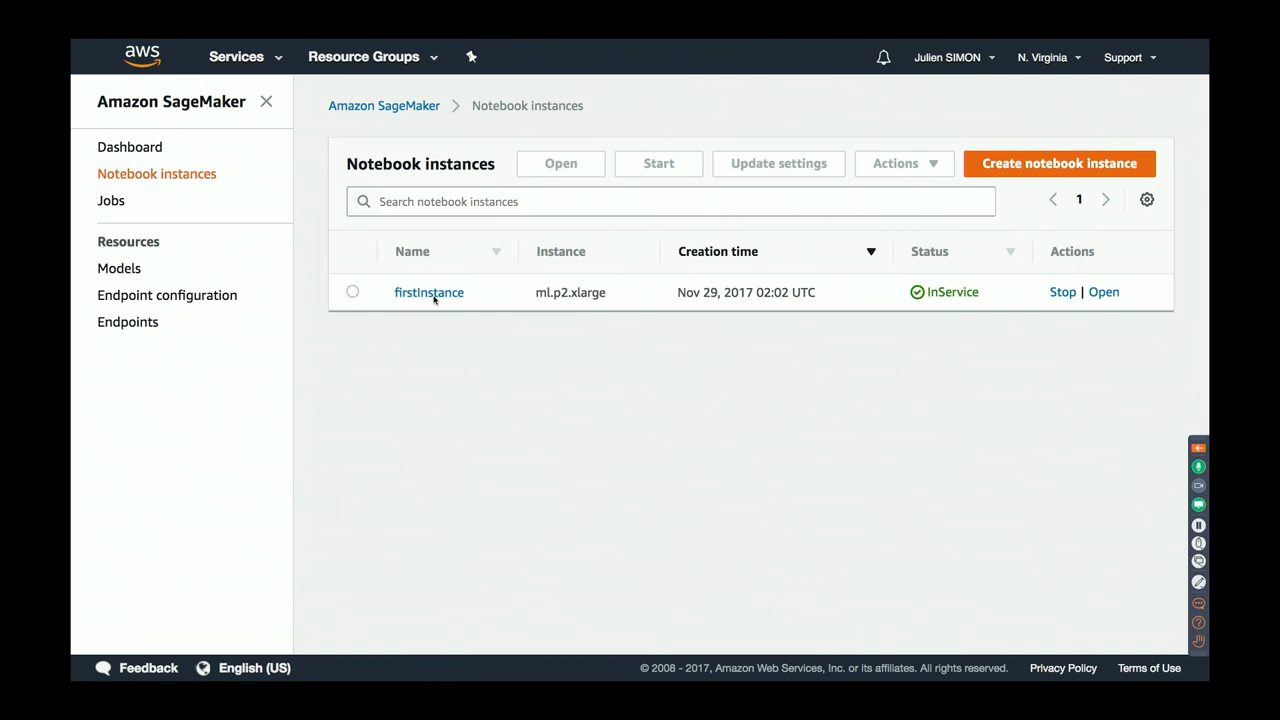 aws Services Resource Groups Julien SIMON N. Virginia Support
Amazon SageMaker
Dashboard
Notebook instances
Jobs
Resources
Models
Endpoint configuration
Endpoints
Amazon SageMaker > Notebook instances
Notebook instances Open Start Update settings Actions Create notebook instance
Search notebook instances 1
Name Instance Creation time Status Actions
firstInstance ml.p2.xlarge Nov 29, 2017 02:02 UTC InService Stop | Open
Feedback English (US) © 2008 - 2017, Amazon Web Services, Inc. or its affiliates. All rights reserved. Privacy Policy Terms of Use